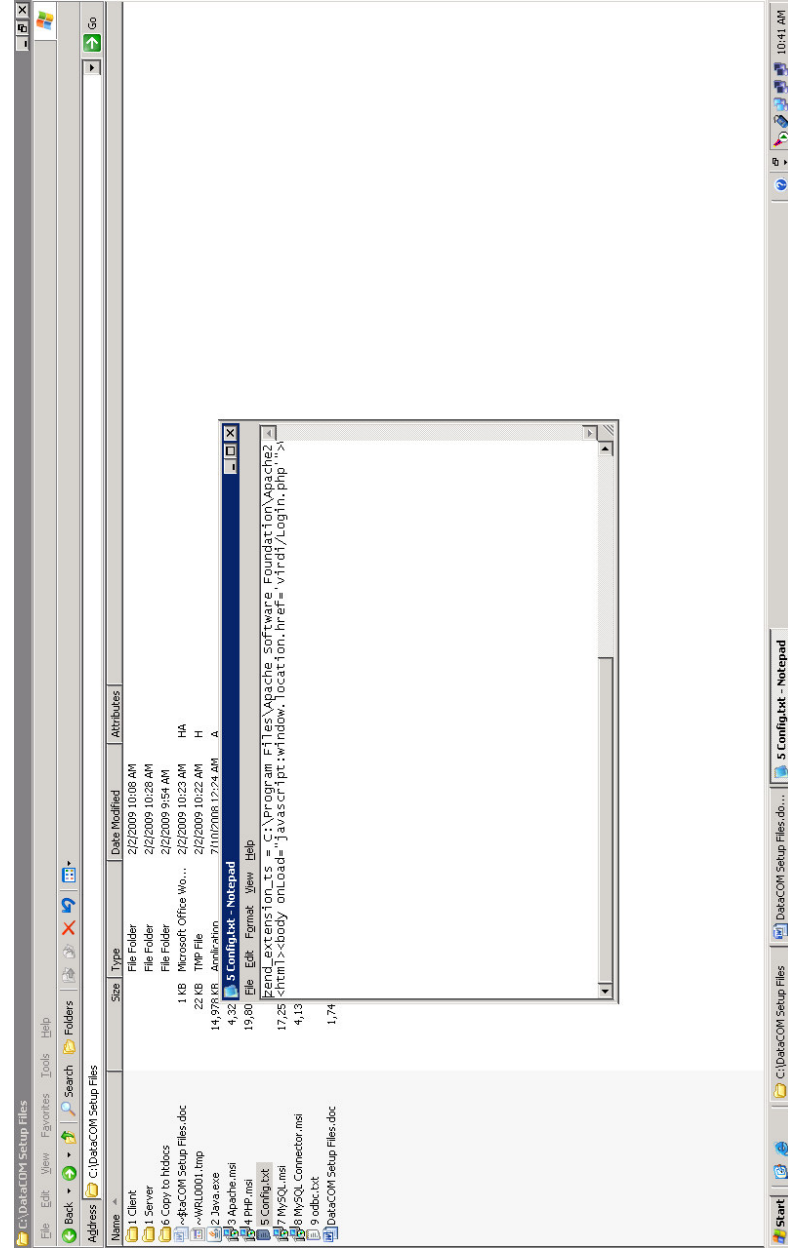 C:\DataCOM Setup Files
File Edit View Favorites Tools Help
Back Search Folders
Address C:\DataCOM Setup Files Go
Name Size Type Date Modified Attributes
1 Client File Folder 2/2/2009 10:08 AM
1 Server File Folder 2/2/2009 10:28 AM
6 Copy to htdocs File Folder 2/2/2009 9:54 AM
~$taCOM Setup Files.doc 1 KB Microsoft Office Wo... 2/2/2009 10:23 AM HA
~WRL0001.tmp 22 KB TMP File 2/2/2009 10:22 AM H
2 Java.exe 14,978 KB Application 7/10/2008 12:24 AM A
3 Apache.msi 4,32
4 PHP.msi 19,80
5 Config.txt
7 MySQL.msi 17,25
8 MySQL Connector.msi 4,13
9 odbc.txt
DataCOM Setup Files.doc 1,74
5 Config.txt - Notepad
File Edit Format View Help
zend_extension_ts = C:\Program Files\Apache Software Foundation\Apache2
<html><body onLoad="javascript:window.location.href='virdi/Login.php'">
Start C:\DataCOM Setup Files DataCOM Setup Files.do... 5 Config.txt - Notepad 10:41 AM